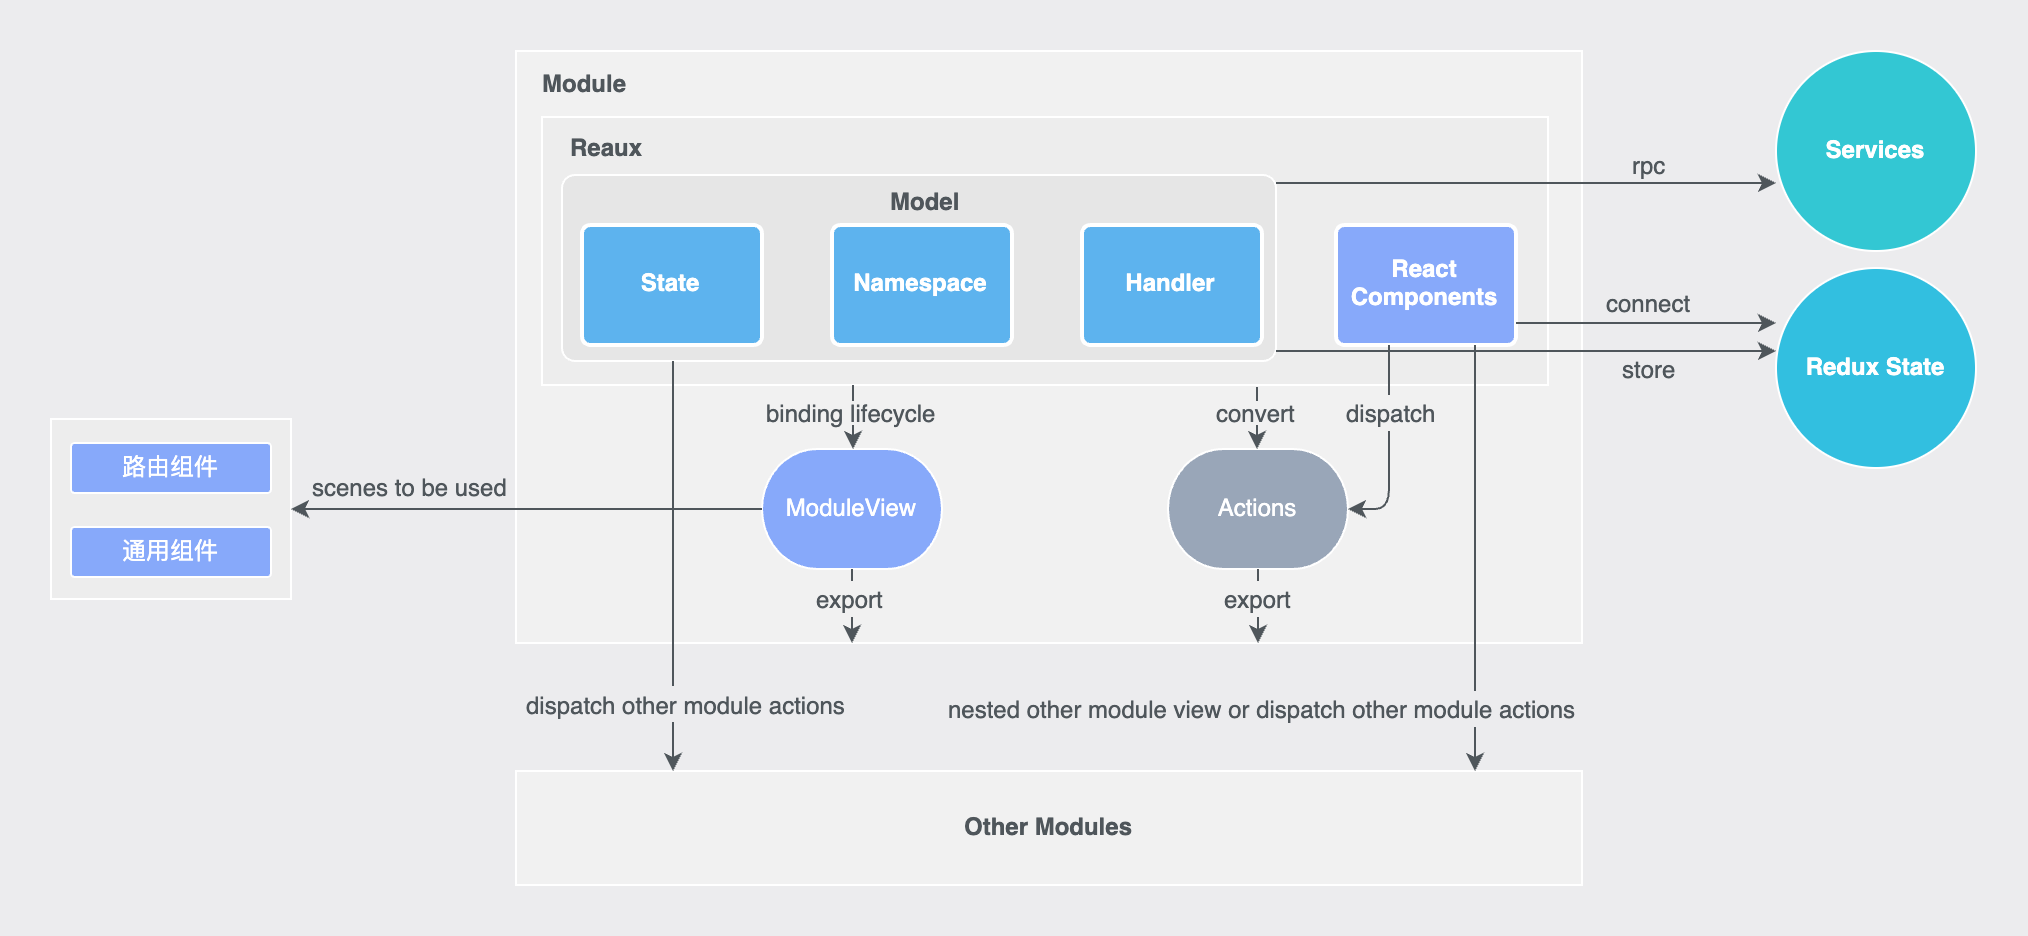 Module
Reaux
Model
State
Namespace
Handler
React
Components
rpc
Services
connect
store
Redux State
binding lifecycle
convert
dispatch
路由组件
通用组件
scenes to be used
ModuleView
Actions
export
export
dispatch other module actions
nested other module view or dispatch other module actions
Other Modules